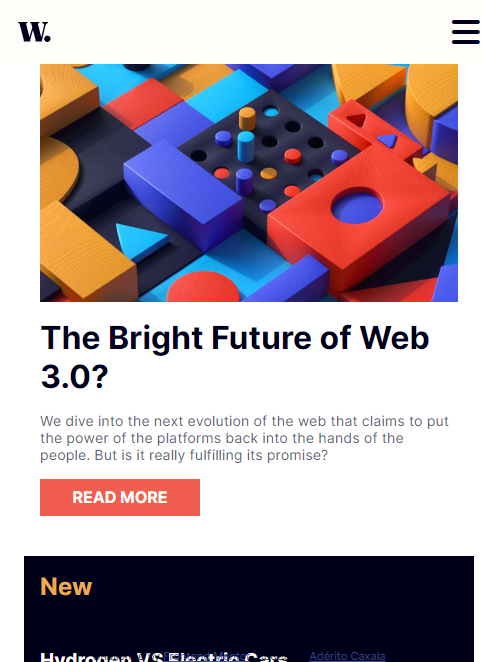 W.
The Bright Future of Web
3.0?
We dive into the next evolution of the web that claims to put
the power of the platforms back into the hands of the
people. But is it really fulfilling its promise?
READ MORE
New
Hydrogen VS Electric Cars
Frontend Mentor
Adérito Caxala